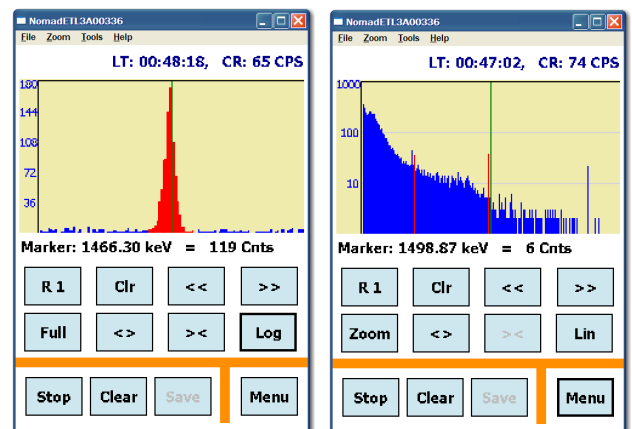 NomadETL3A00336
File Zoom Tools Help
LT: 00:48:18, CR: 65 CPS
180
144
108
72
36
Marker: 1466.30 keV = 119 Cnts
R 1 Clr << >>
Full <> >< Log
Stop Clear Save Menu
NomadETL3A00336
File Zoom Tools Help
LT: 00:47:02, CR: 74 CPS
1000
100
10
Marker: 1498.87 keV = 6 Cnts
R 1 Clr << >>
Zoom <> >< Lin
Stop Clear Save Menu